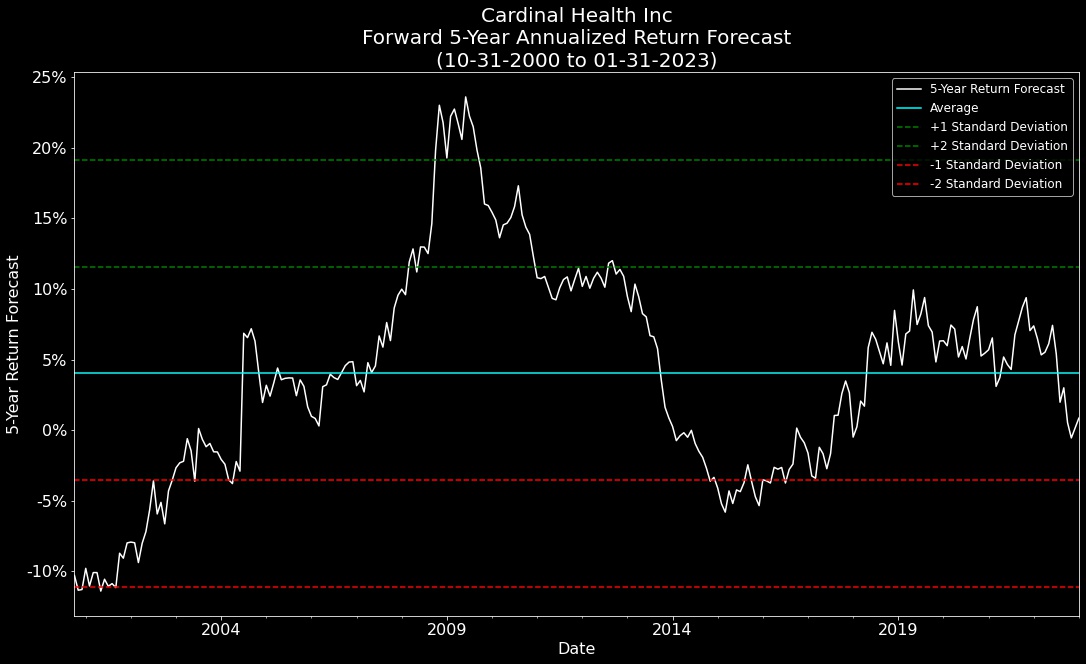 Cardinal Health Inc
Forward 5-Year Annualized Return Forecast
(10-31-2000 to 01-31-2023)
5-Year Return Forecast
Average
+1 Standard Deviation
+2 Standard Deviation
-1 Standard Deviation
-2 Standard Deviation
5-Year Return Forecast
25%
20%
15%
10%
5%
0%
-5%
-10%
2004
2009
2014
2019
Date